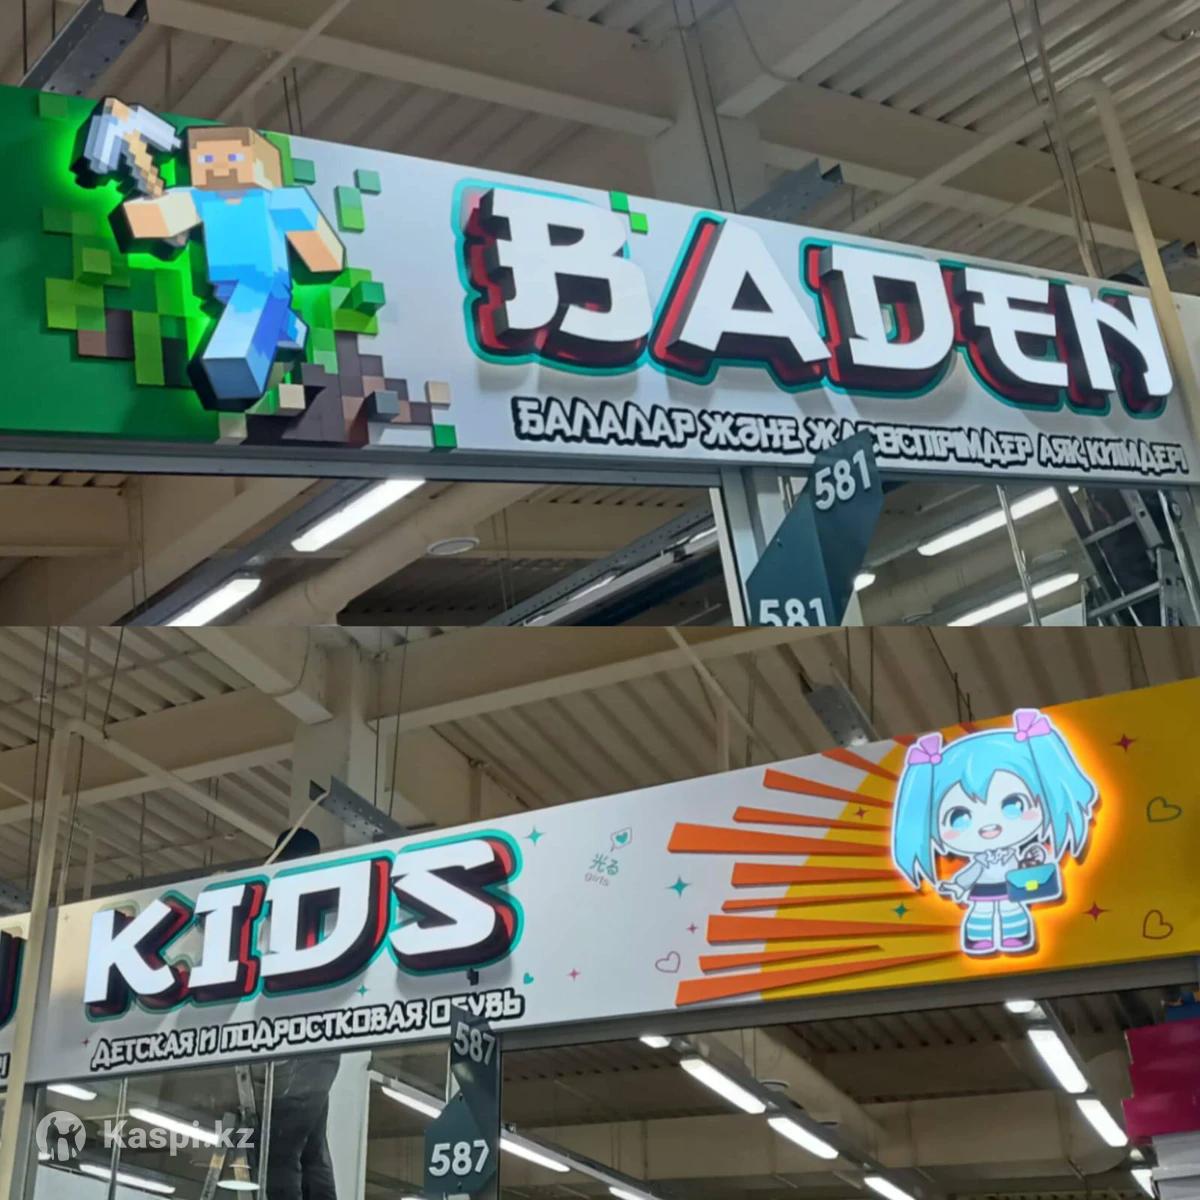 BADEN
БАЛАЛАР ЖӘНЕ ЖАСӨСПІРІМДЕР АЯҚ КИІМДЕРІ
581
581
KIDS
光る
girls
ДЕТСКАЯ И ПОДРОСТКОВАЯ ОБУВЬ
587
587
Kaspi.kz